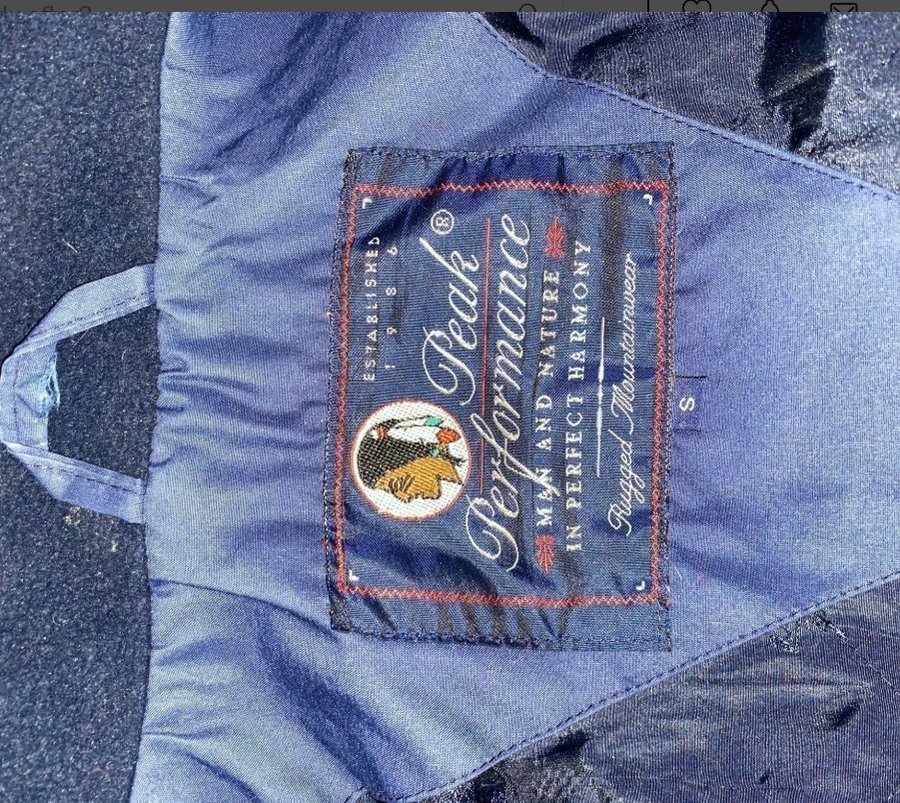 ESTABLISHED
1986
Peak®
Performance
MAN AND NATURE
IN PERFECT HARMONY
Rugged Mountainwear
S